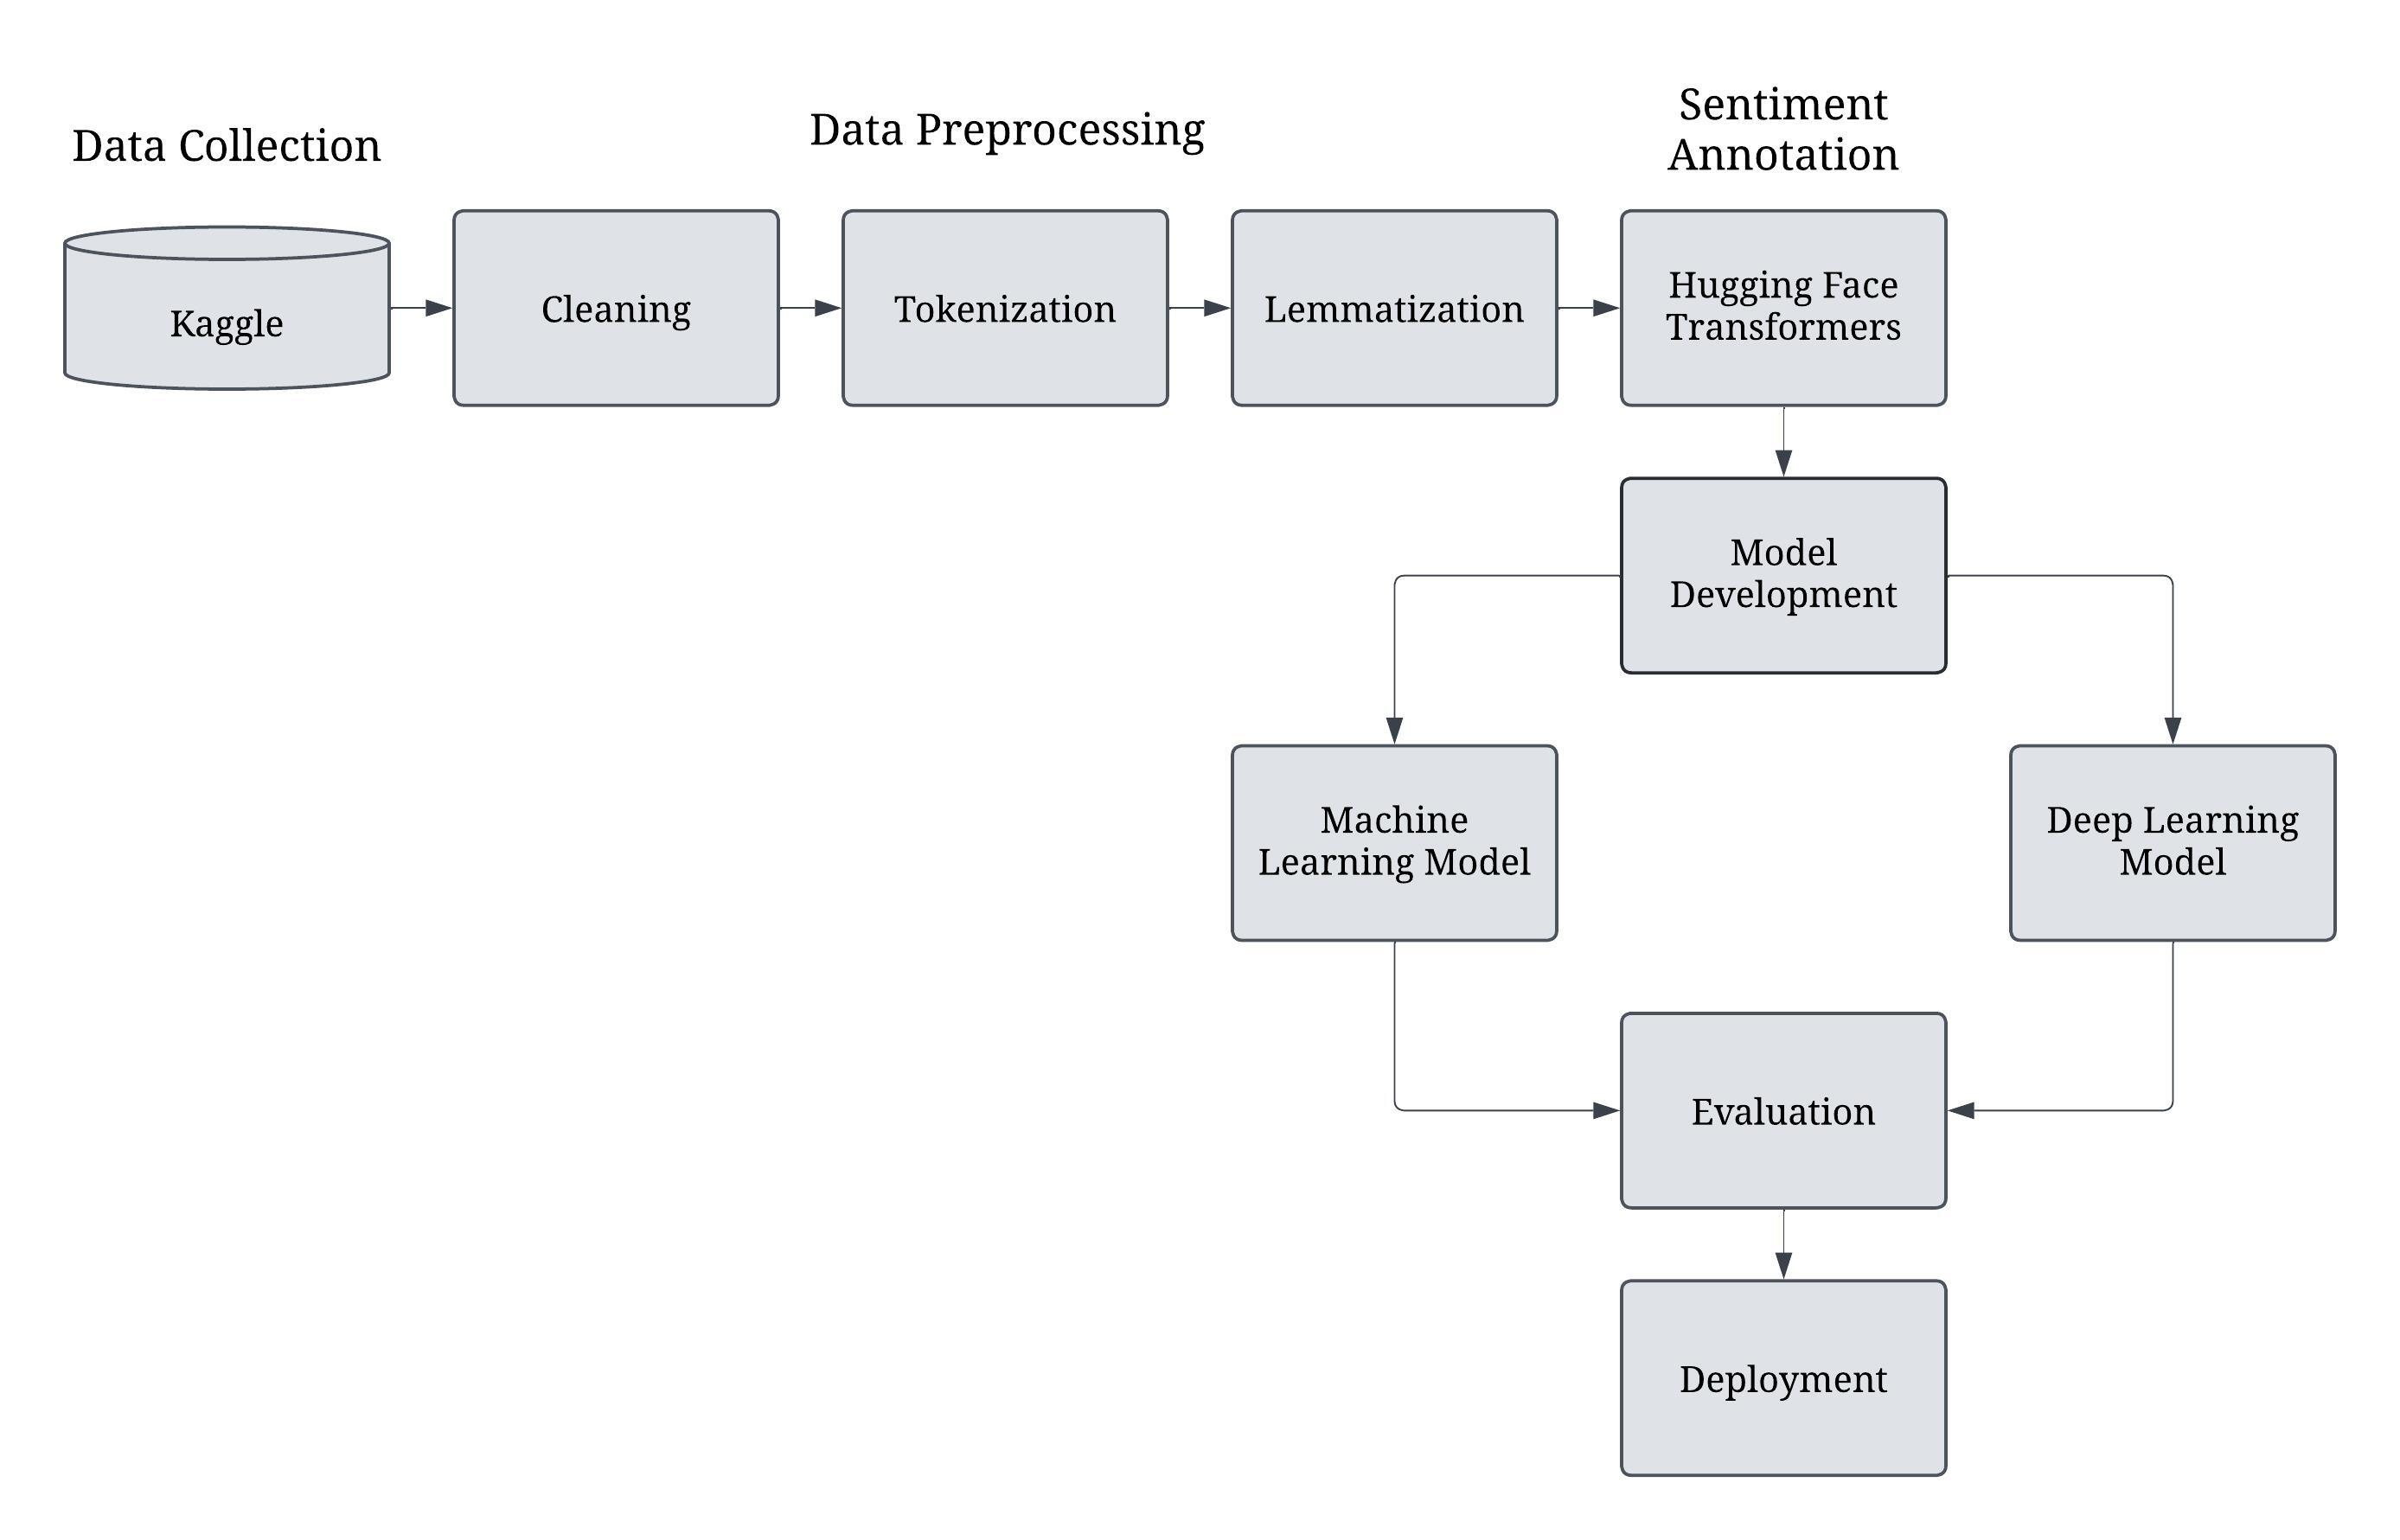 Data Collection
Data Preprocessing
Sentiment
Annotation
Kaggle
Cleaning
Tokenization
Lemmatization
Hugging Face
Transformers
Model
Development
Machine
Learning Model
Deep Learning
Model
Evaluation
Deployment